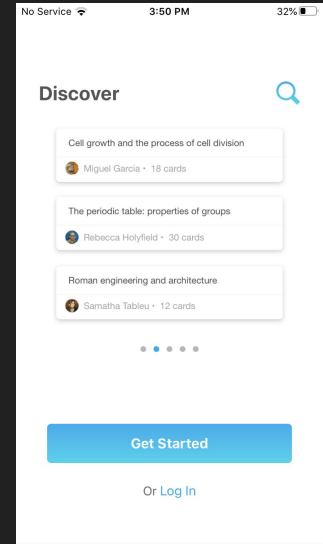 No Service 3:50 PM 32%
Discover
Cell growth and the process of cell division
Miguel Garcia • 18 cards
The periodic table: properties of groups
Rebecca Holyfield • 30 cards
Roman engineering and architecture
Samatha Tableu • 12 cards
Get Started
Or Log In